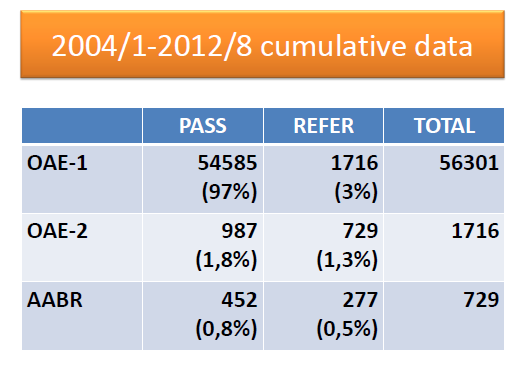 2004/1-2012/8 cumulative data
PASS REFER TOTAL
OAE-1 54585 1716 56301
(97%) (3%)
OAE-2 987 729 1716
(1,8%) (1,3%)
AABR 452 277 729
(0,8%) (0,5%)